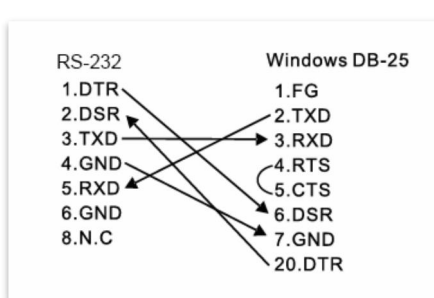 RS-232
1.DTR
2.DSR
3.TXD
4.GND
5.RXD
6.GND
8.N.C
Windows DB-25
1.FG
2.TXD
3.RXD
4.RTS
5.CTS
6.DSR
7.GND
20.DTR